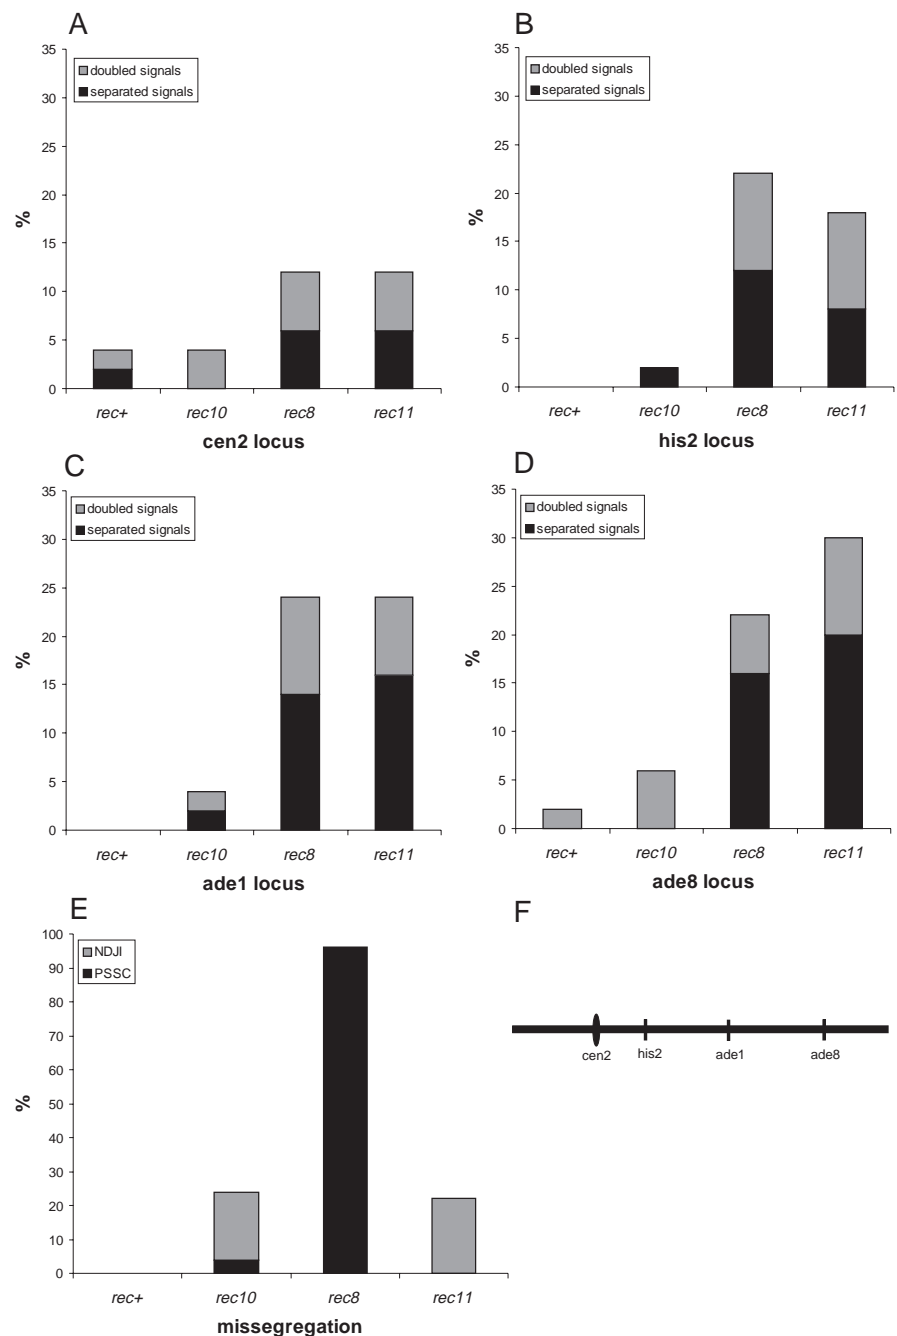 A
35
30
25
20
15
10
5
0
%
doubled signals
separated signals
rec+ rec10 rec8 rec11
cen2 locus
B
35
30
25
20
15
10
5
0
%
doubled signals
separated signals
rec+ rec10 rec8 rec11
his2 locus
C
35
30
25
20
15
10
5
0
%
doubled signals
separated signals
rec+ rec10 rec8 rec11
ade1 locus
D
35
30
25
20
15
10
5
0
%
doubled signals
separated signals
rec+ rec10 rec8 rec11
ade8 locus
E
100
90
80
70
60
50
40
30
20
10
0
%
NDJI
PSSC
rec+ rec10 rec8 rec11
missegregation
F
cen2 his2 ade1 ade8